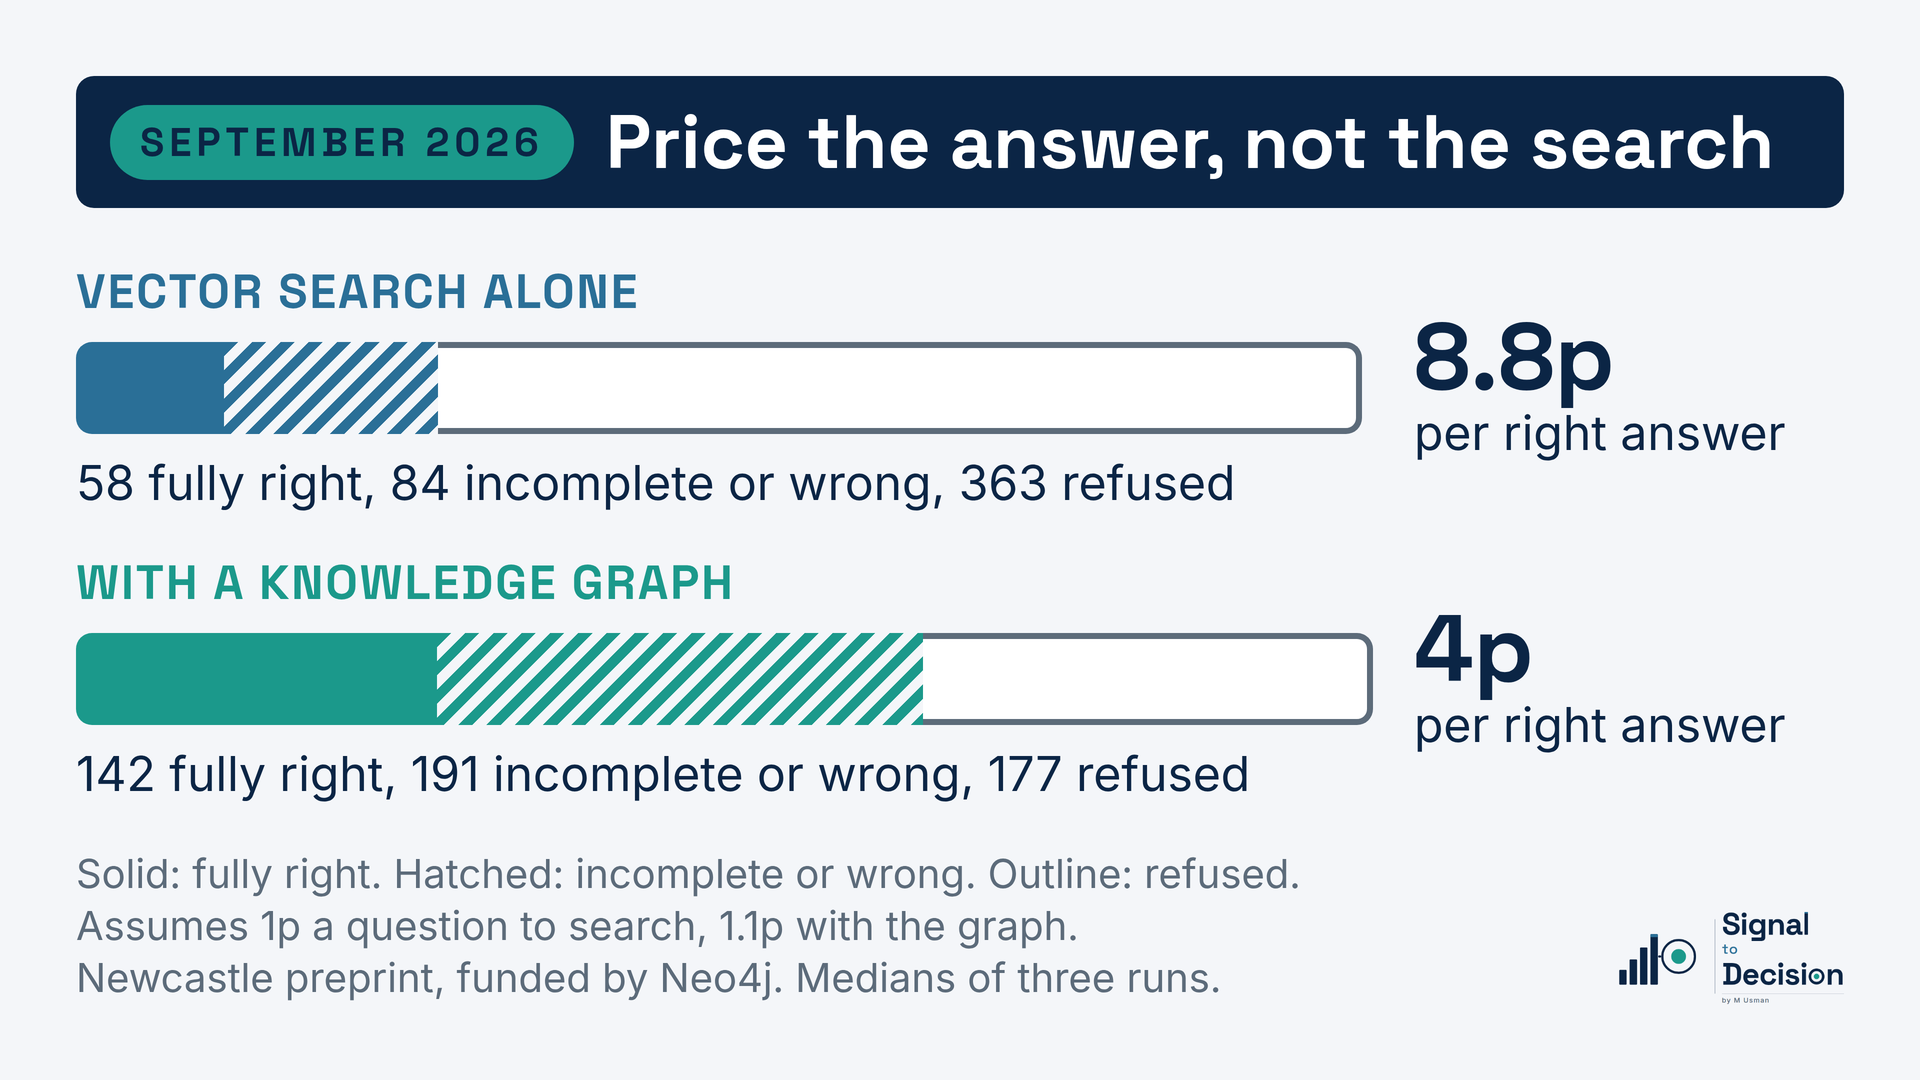 SEPTEMBER 2026 Price the answer, not the search
VECTOR SEARCH ALONE
8.8p
per right answer
58 fully right, 84 incomplete or wrong, 363 refused
WITH A KNOWLEDGE GRAPH
4p
per right answer
142 fully right, 191 incomplete or wrong, 177 refused
Solid: fully right. Hatched: incomplete or wrong. Outline: refused.
Assumes 1p a question to search, 1.1p with the graph.
Newcastle preprint, funded by Neo4j. Medians of three runs.
Signal
to
Decision
by M Usman